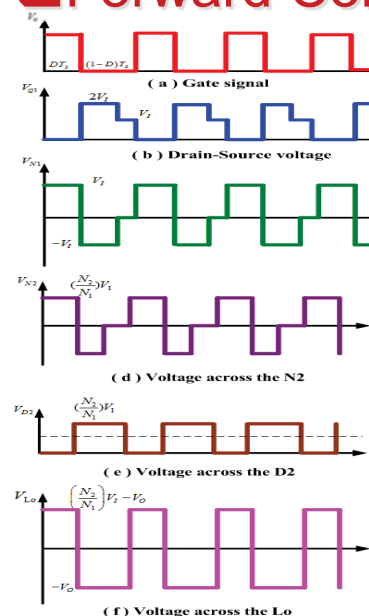 Forward Con
V_G
DT_s (1−D)T_s
( a ) Gate signal
V_Q1
2V_I
V_I
( b ) Drain-Source voltage
V_N1
V_I
−V_I
V_N2
(N_2/N_1)V_I
( d ) Voltage across the N2
V_D2
(N_2/N_1)V_I
( e ) Voltage across the D2
V_Lo
(N_2/N_1)V_I −V_O
−V_O
( f ) Voltage across the Lo